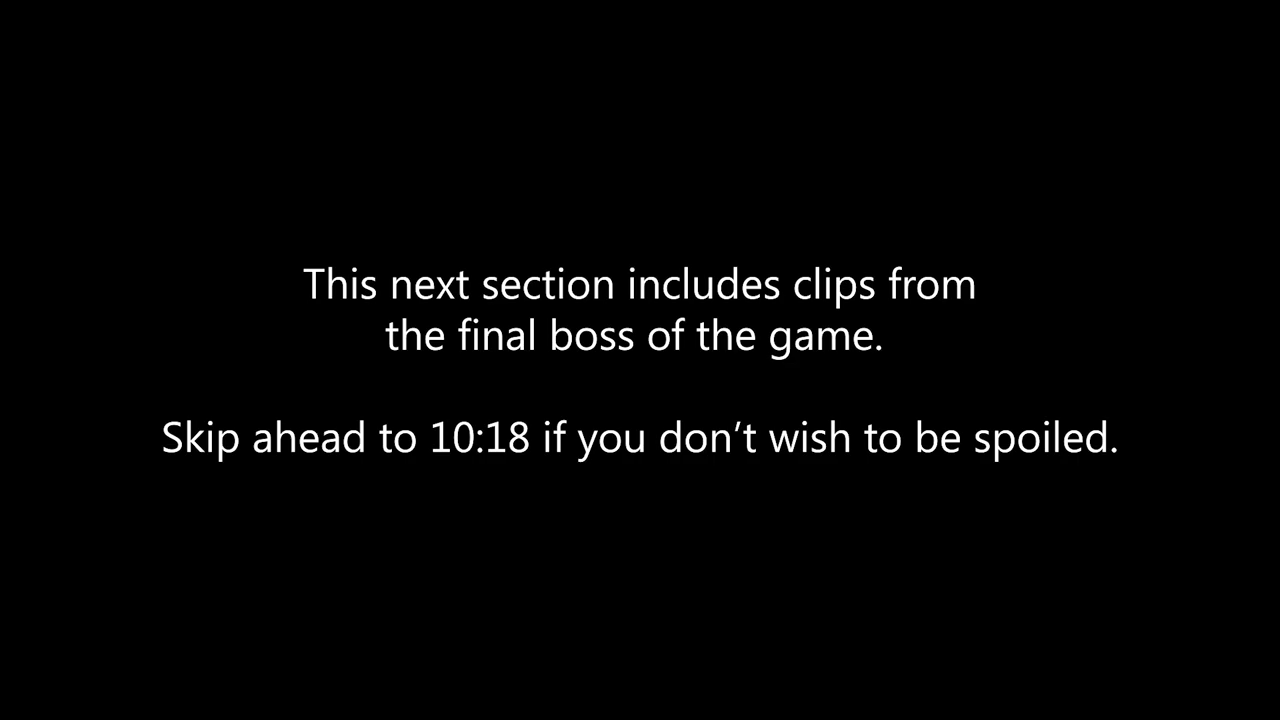 This next section includes clips from
the final boss of the game.
Skip ahead to 10:18 if you don’t wish to be spoiled.